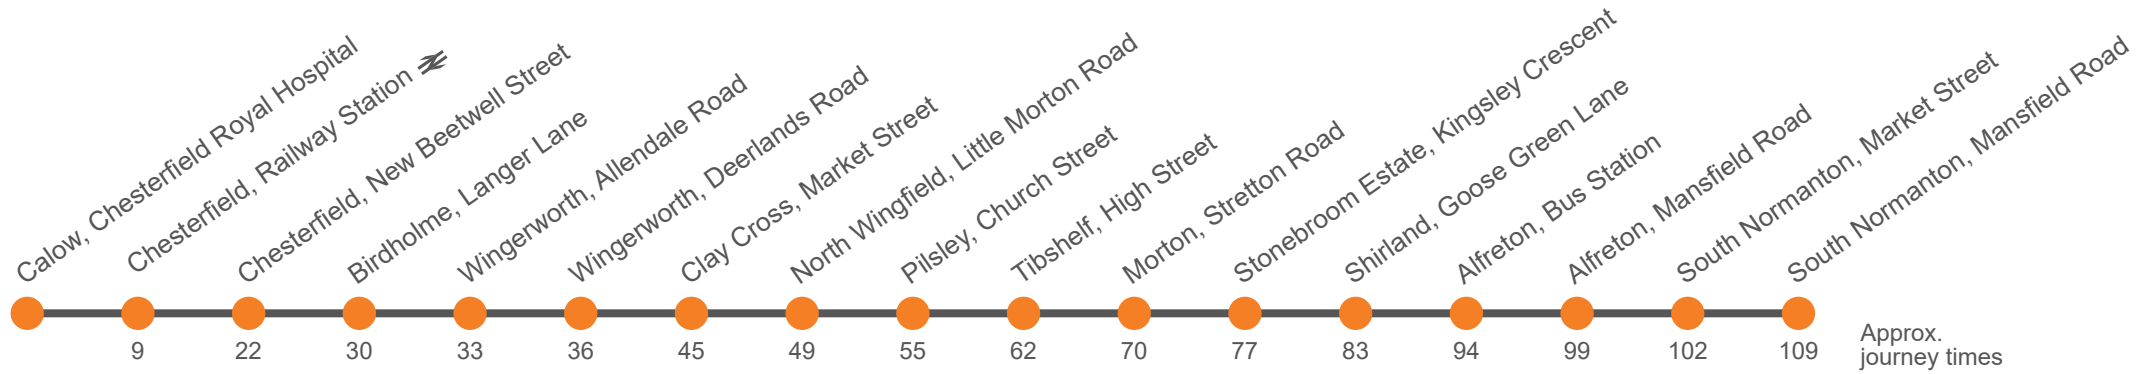 Calow, Chesterfield Royal Hospital
Chesterfield, Railway Station
Chesterfield, New Beetwell Street
Birdholme, Langer Lane
Wingerworth, Allendale Road
Wingerworth, Deerlands Road
Clay Cross, Market Street
North Wingfield, Little Morton Road
Pilsley, Church Street
Tibshelf, High Street
Morton, Stretton Road
Stonebroom Estate, Kingsley Crescent
Shirland, Goose Green Lane
Alfreton, Bus Station
Alfreton, Mansfield Road
South Normanton, Market Street
South Normanton, Mansfield Road
9 22 30 33 36 45 49 55 62 70 77 83 94 99 102 109
Approx.
journey times